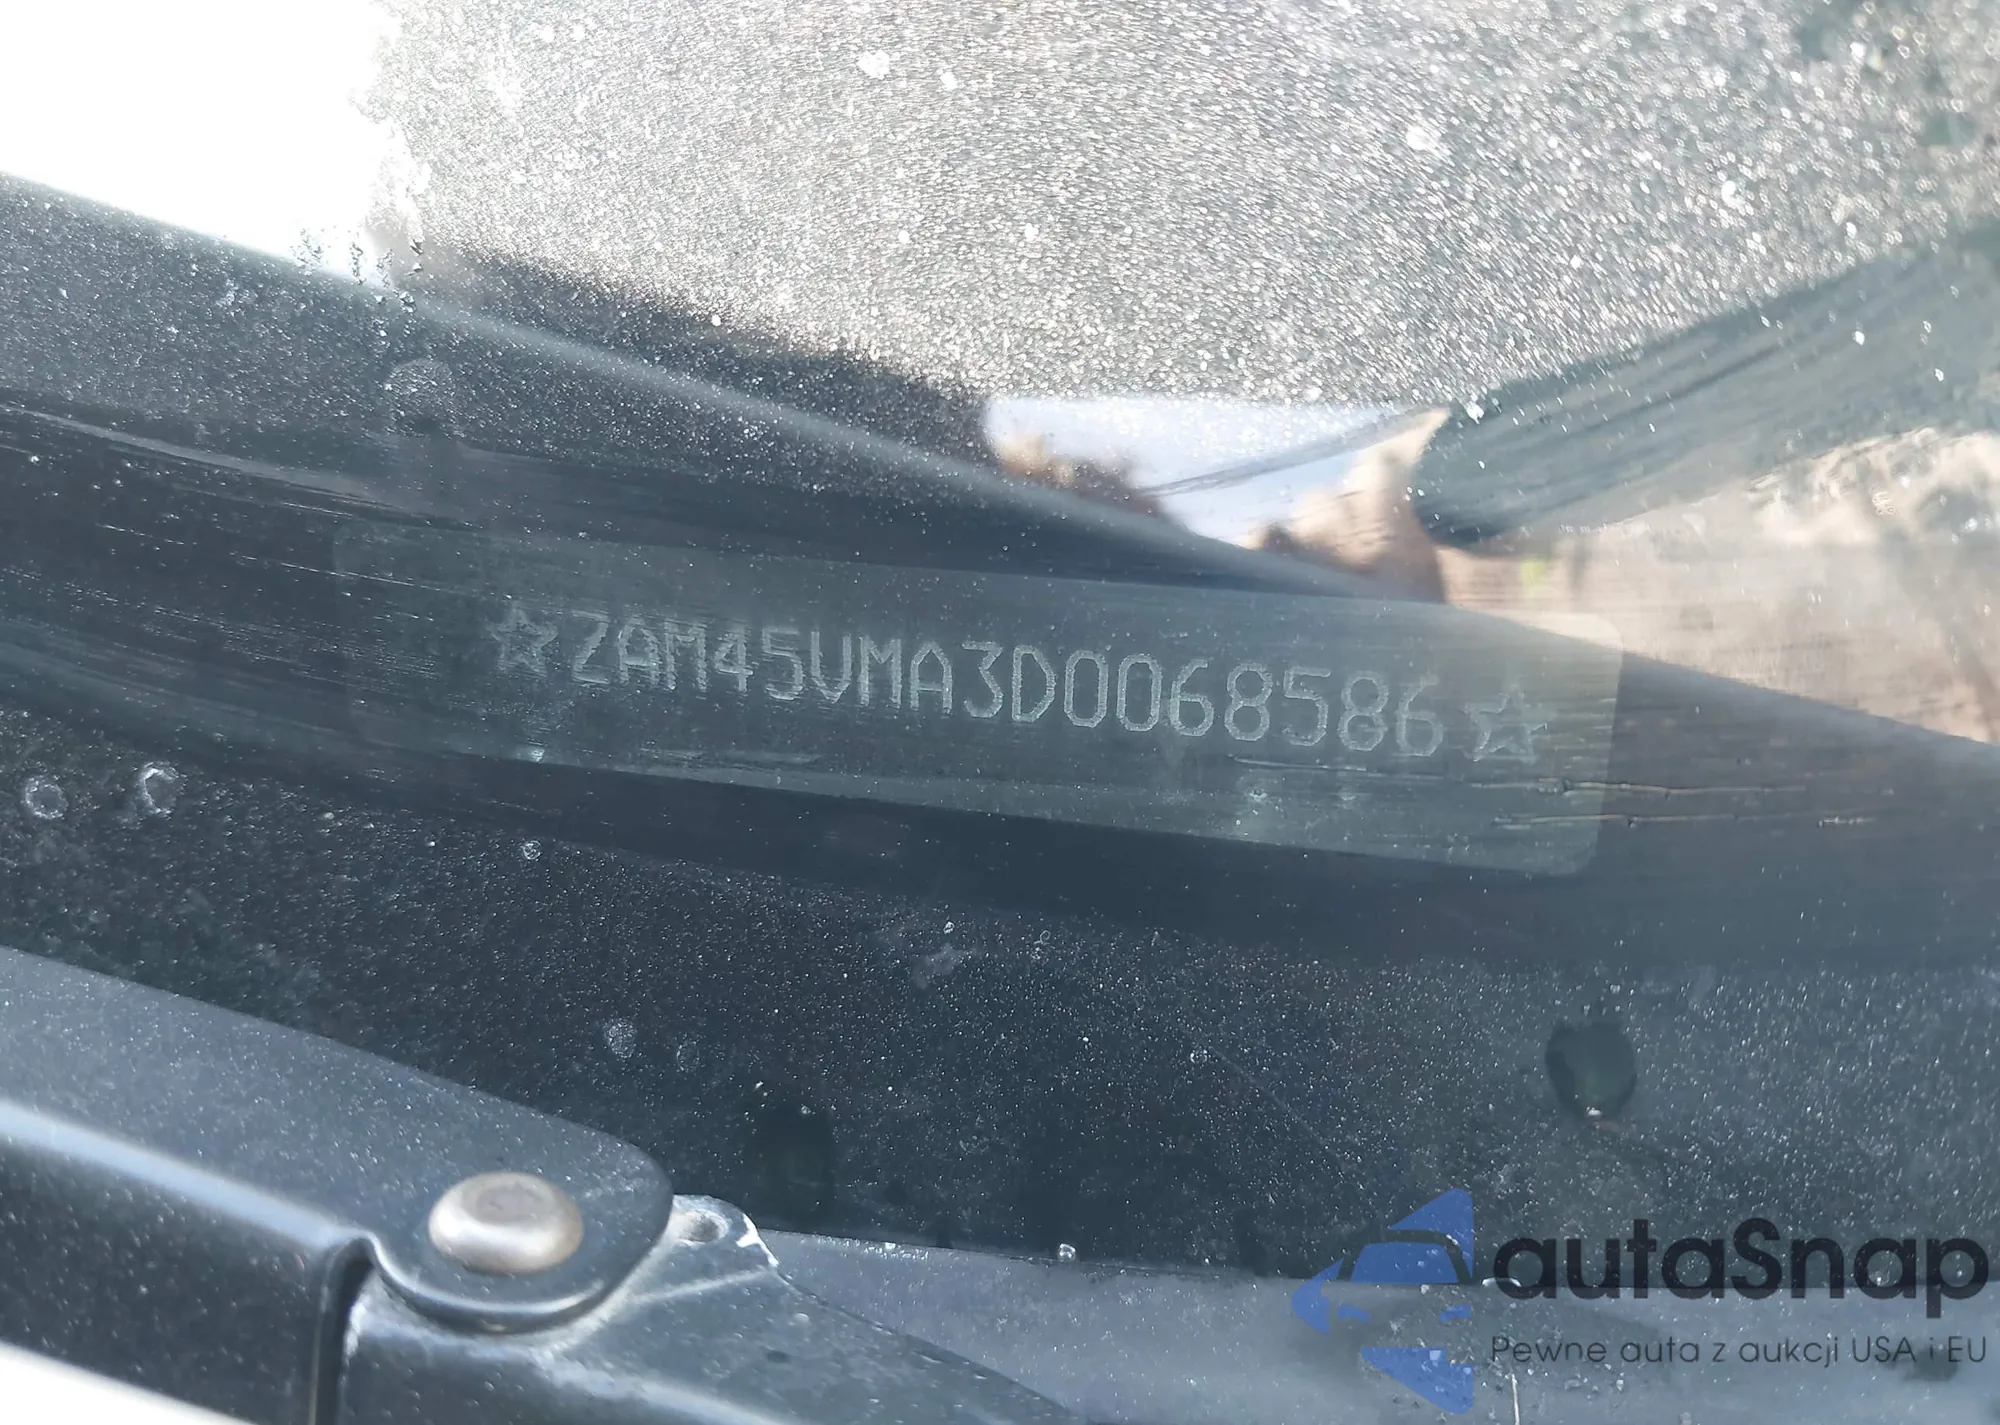 ☆ZAM45VMA3D0068586☆
autaSnap
Pewne auta z aukcji USA i EU